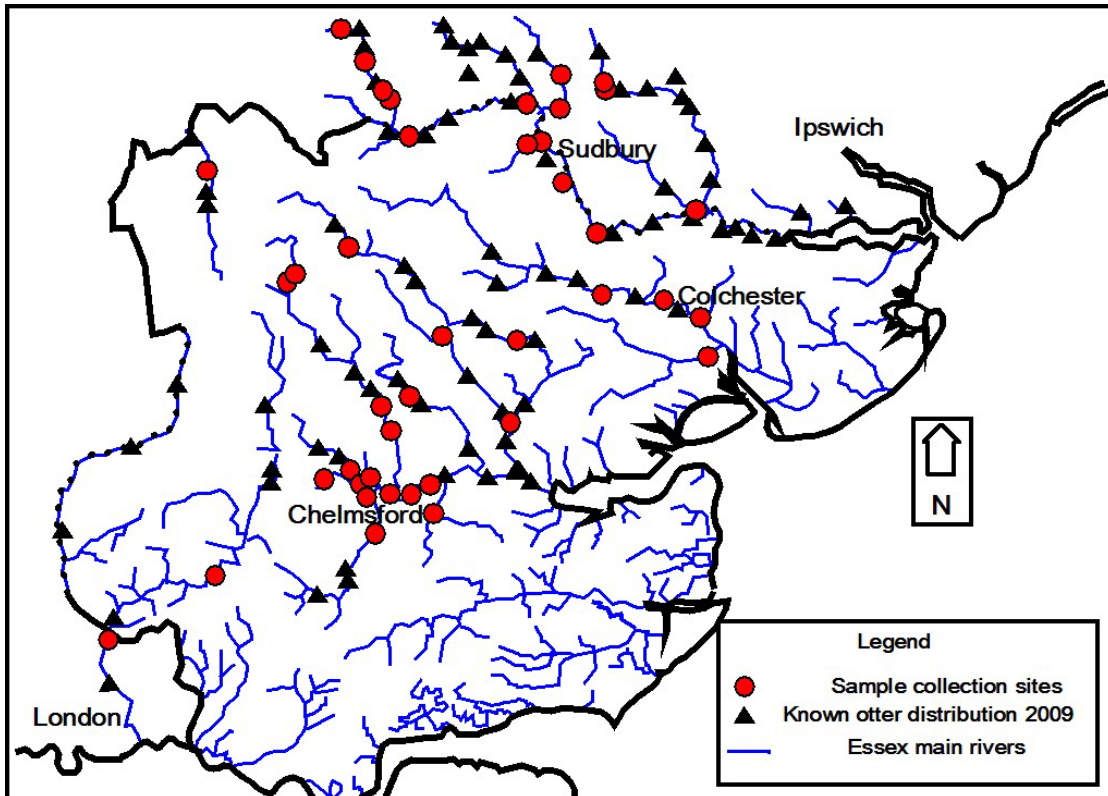 Ipswich
Sudbury
Colchester
N
Chelmsford
London
Legend
Sample collection sites
Known otter distribution 2009
Essex main rivers